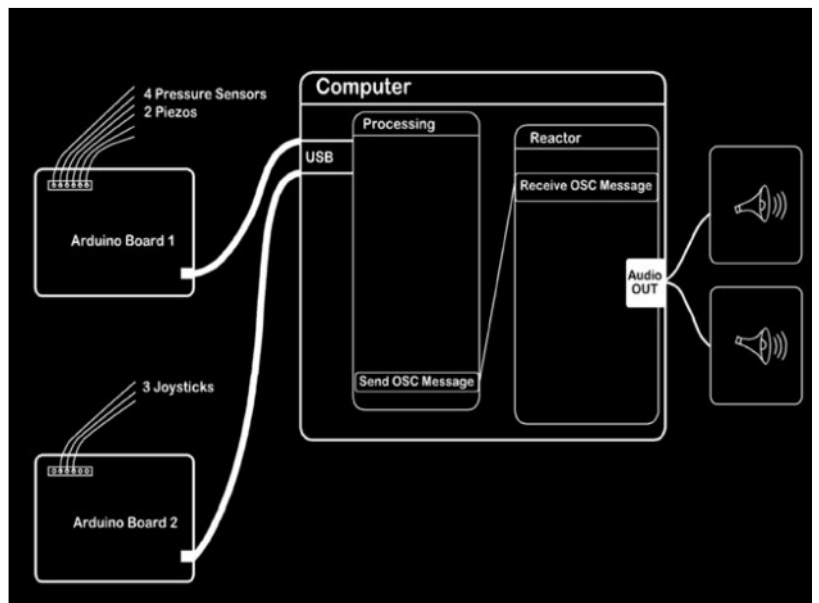 4 Pressure Sensors
2 Piezos
Arduino Board 1
3 Joysticks
Arduino Board 2
Computer
USB
Processing
Send OSC Message
Reactor
Receive OSC Message
Audio
OUT